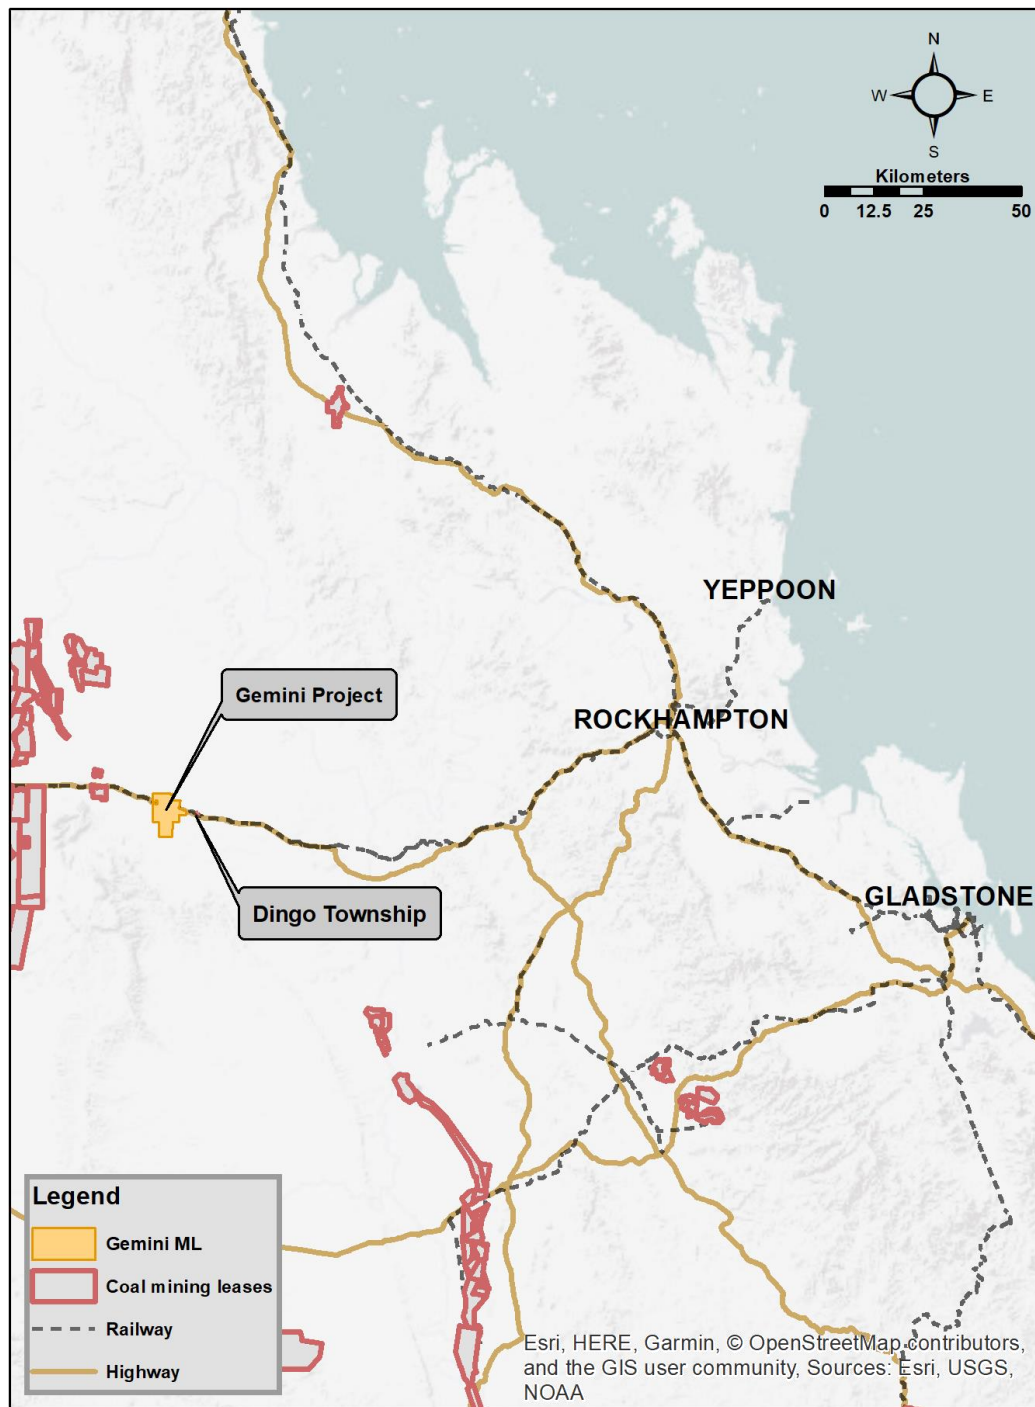 N
W E
S
Kilometers
0 12.5 25 50
YEPPOON
Gemini Project
ROCKHAMPTON
GLADSTONE
Dingo Township
Legend
Gemini ML
Coal mining leases
Railway
Highway
Esri, HERE, Garmin, © OpenStreetMap contributors,
and the GIS user community, Sources: Esri, USGS,
NOAA